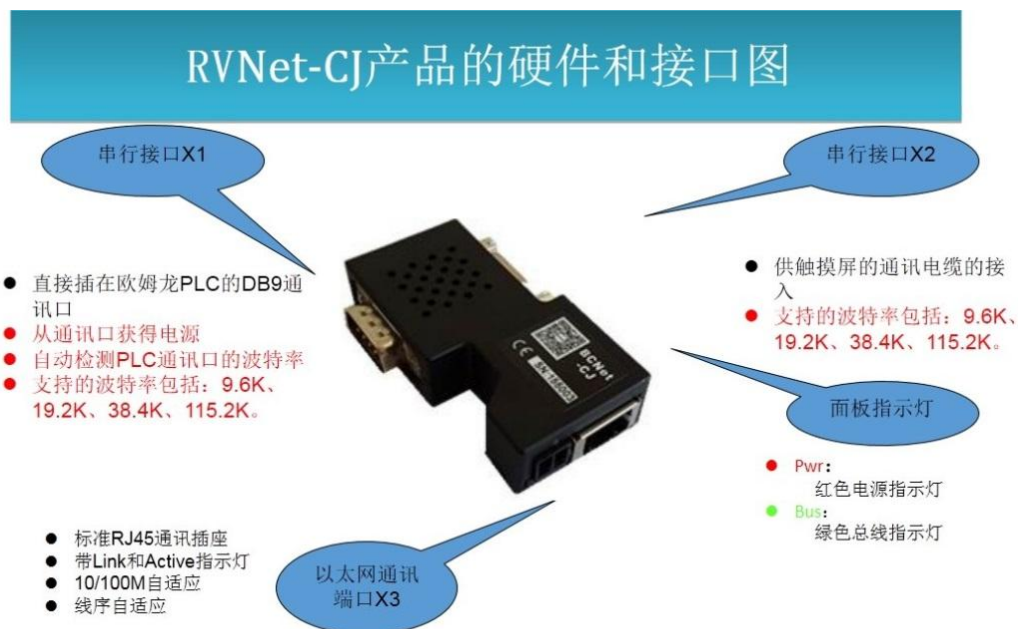 RVNet-CJ产品的硬件和接口图
串行接口X1
串行接口X2
直接插在欧姆龙PLC的DB9通
讯口
从通讯口获得电源
自动检测PLC通讯口的波特率
支持的波特率包括：9.6K、
19.2K、38.4K、115.2K。
供触摸屏的通讯电缆的接
入
支持的波特率包括：9.6K、
19.2K、38.4K、115.2K。
BCNet
-CJ
CE SN:165003
面板指示灯
Pwr：
红色电源指示灯
Bus：
绿色总线指示灯
标准RJ45通讯插座
带Link和Active指示灯
10/100M自适应
线序自适应
以太网通讯
端口X3